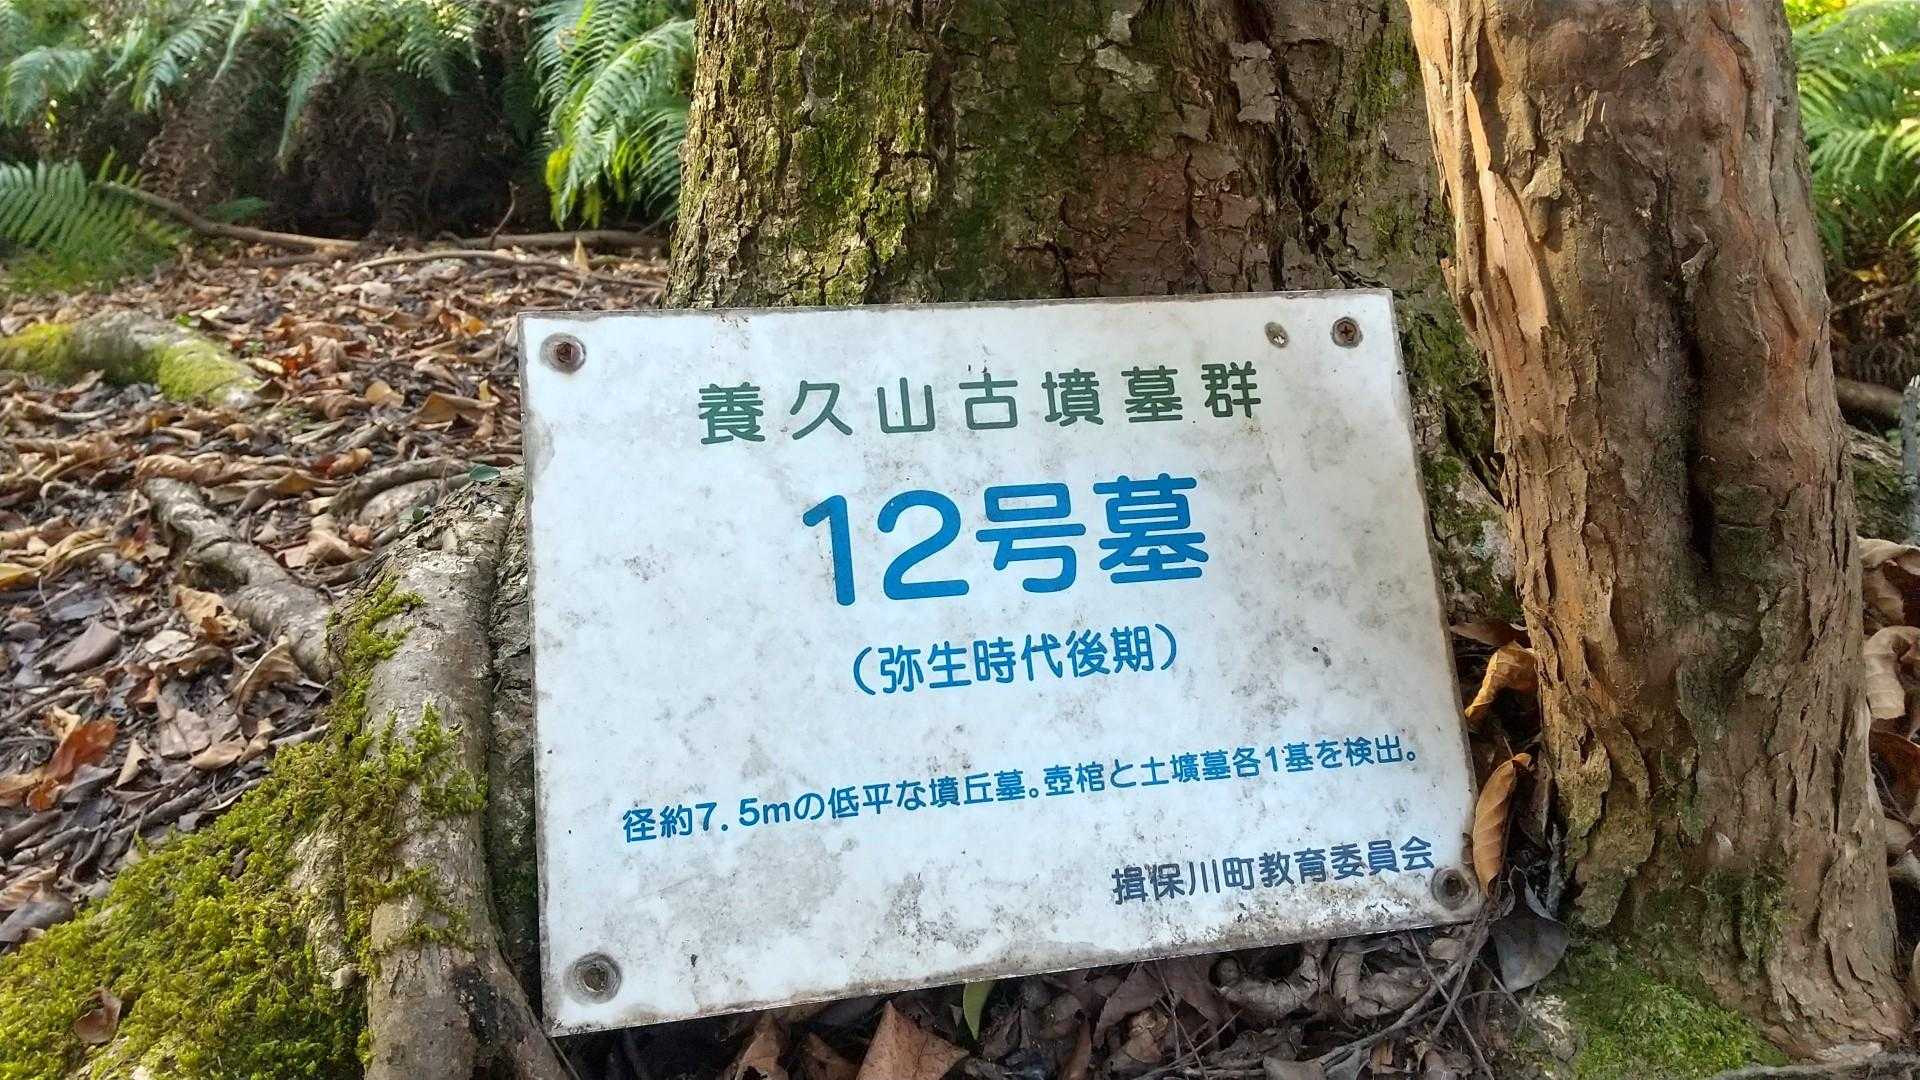 養久山古墳墓群
12号墓
（弥生時代後期）
径約7.5mの低平な墳丘墓。壺棺と土壙墓各1基を検出。
揖保川町教育委員会